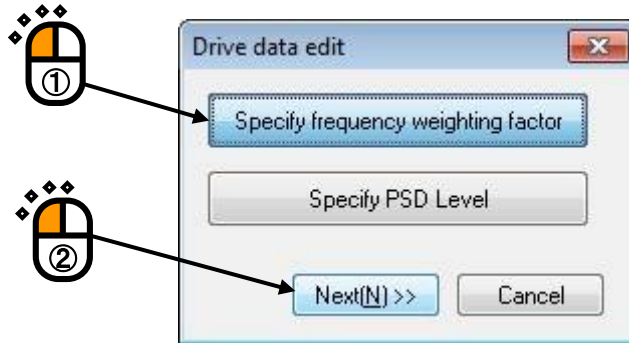 Drive data edit
①
Specify frequency weighting factor
Specify PSD Level
②
Next(N) >>
Cancel